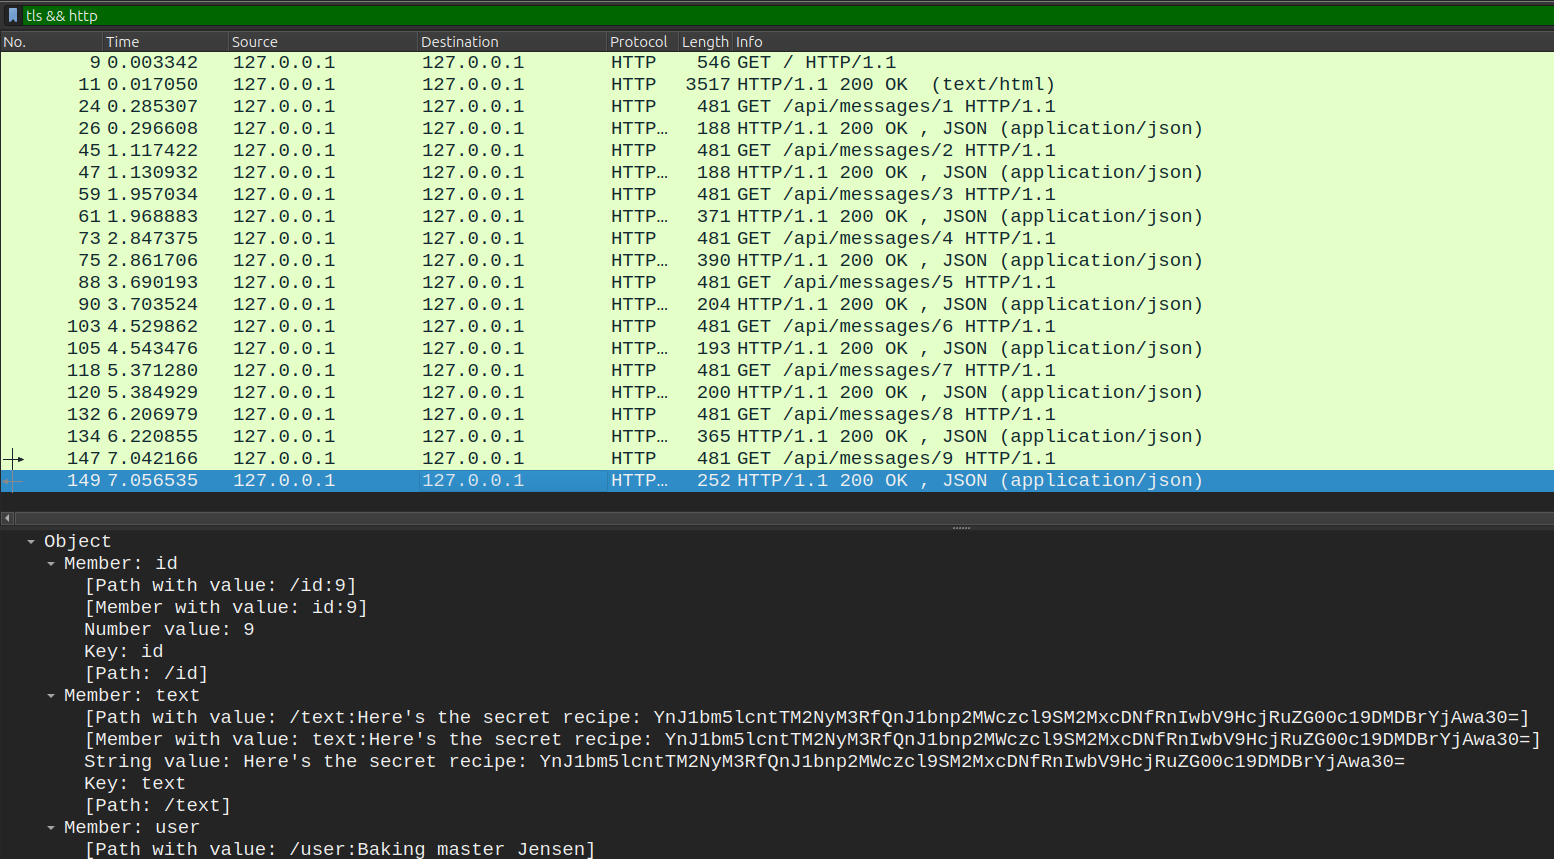 tls && http
No. Time Source Destination Protocol Length Info
9 0.003342 127.0.0.1 127.0.0.1 HTTP 546 GET / HTTP/1.1
11 0.017050 127.0.0.1 127.0.0.1 HTTP 3517 HTTP/1.1 200 OK (text/html)
24 0.285307 127.0.0.1 127.0.0.1 HTTP 481 GET /api/messages/1 HTTP/1.1
26 0.296608 127.0.0.1 127.0.0.1 HTTP… 188 HTTP/1.1 200 OK , JSON (application/json)
45 1.117422 127.0.0.1 127.0.0.1 HTTP 481 GET /api/messages/2 HTTP/1.1
47 1.130932 127.0.0.1 127.0.0.1 HTTP… 188 HTTP/1.1 200 OK , JSON (application/json)
59 1.957034 127.0.0.1 127.0.0.1 HTTP 481 GET /api/messages/3 HTTP/1.1
61 1.968883 127.0.0.1 127.0.0.1 HTTP… 371 HTTP/1.1 200 OK , JSON (application/json)
73 2.847375 127.0.0.1 127.0.0.1 HTTP 481 GET /api/messages/4 HTTP/1.1
75 2.861706 127.0.0.1 127.0.0.1 HTTP… 390 HTTP/1.1 200 OK , JSON (application/json)
88 3.690193 127.0.0.1 127.0.0.1 HTTP 481 GET /api/messages/5 HTTP/1.1
90 3.703524 127.0.0.1 127.0.0.1 HTTP… 204 HTTP/1.1 200 OK , JSON (application/json)
103 4.529862 127.0.0.1 127.0.0.1 HTTP 481 GET /api/messages/6 HTTP/1.1
105 4.543476 127.0.0.1 127.0.0.1 HTTP… 193 HTTP/1.1 200 OK , JSON (application/json)
118 5.371280 127.0.0.1 127.0.0.1 HTTP 481 GET /api/messages/7 HTTP/1.1
120 5.384929 127.0.0.1 127.0.0.1 HTTP… 200 HTTP/1.1 200 OK , JSON (application/json)
132 6.206979 127.0.0.1 127.0.0.1 HTTP 481 GET /api/messages/8 HTTP/1.1
134 6.220855 127.0.0.1 127.0.0.1 HTTP… 365 HTTP/1.1 200 OK , JSON (application/json)
147 7.042166 127.0.0.1 127.0.0.1 HTTP 481 GET /api/messages/9 HTTP/1.1
149 7.056535 127.0.0.1 127.0.0.1 HTTP… 252 HTTP/1.1 200 OK , JSON (application/json)
Object
Member: id
[Path with value: /id:9]
[Member with value: id:9]
Number value: 9
Key: id
[Path: /id]
Member: text
[Path with value: /text:Here's the secret recipe: YnJ1bm5lcntTM2NyM3RfQnJ1bnp2MWczcl9SM2MxcDNfRnIwbV9HcjRuZG00c19DMDBrYjAwa30=]
[Member with value: text:Here's the secret recipe: YnJ1bm5lcntTM2NyM3RfQnJ1bnp2MWczcl9SM2MxcDNfRnIwbV9HcjRuZG00c19DMDBrYjAwa30=]
String value: Here's the secret recipe: YnJ1bm5lcntTM2NyM3RfQnJ1bnp2MWczcl9SM2MxcDNfRnIwbV9HcjRuZG00c19DMDBrYjAwa30=
Key: text
[Path: /text]
Member: user
[Path with value: /user:Baking master Jensen]